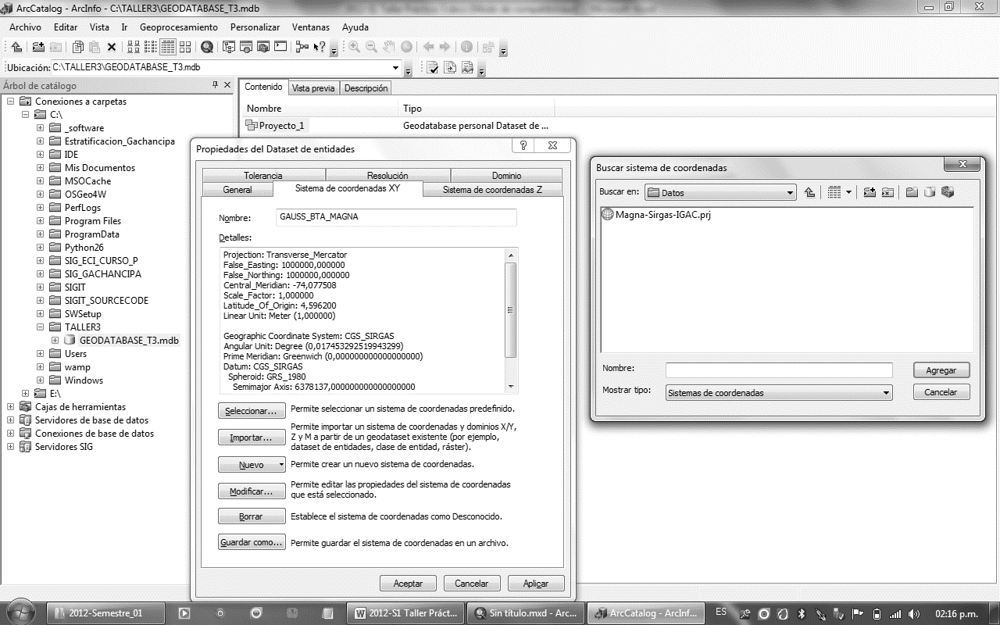 ArcCatalog - ArcInfo - C:\TALLER3\GEODATABASE_T3.mdb
Archivo Editar Vista Ir Geoprocesamiento Personalizar Ventanas Ayuda
Ubicación: C:\TALLER3\GEODATABASE_T3.mdb
Árbol de catálogo
Conexiones a carpetas
C:\
_software
Estratificacion_Gachancipa
IDE
Mis Documentos
MSOCache
OSGeo4W
PerfLogs
Program Files
ProgramData
Python26
SIG_ECI_CURSO_P
SIG_GACHANCIPA
SIGIT
SIGIT_SOURCECODE
SWSetup
TALLER3
GEODATABASE_T3.mdb
Users
wamp
Windows
E:\
Cajas de herramientas
Servidores de base de datos
Conexiones de base de datos
Servidores SIG
Contenido Vista previa Descripción
Nombre Tipo
Proyecto_1 Geodatabase personal Dataset de ...
Propiedades del Dataset de entidades
Tolerancia Resolución Dominio
General Sistema de coordenadas XY Sistema de coordenadas Z
Nombre: GAUSS_BTA_MAGNA
Detalles:
Projection: Transverse_Mercator
False_Easting: 1000000,000000
False_Northing: 1000000,000000
Central_Meridian: -74,077508
Scale_Factor: 1,000000
Latitude_Of_Origin: 4,596200
Linear Unit: Meter (1,000000)
Geographic Coordinate System: CGS_SIRGAS
Angular Unit: Degree (0,017453292519943299)
Prime Meridian: Greenwich (0,000000000000000000)
Datum: CGS_SIRGAS
Spheroid: GRS_1980
Semimajor Axis: 6378137,000000000000000000
Seleccionar... Permite seleccionar un sistema de coordenadas predefinido.
Importar... Permite importar un sistema de coordenadas y dominios X/Y,
Z y M a partir de un geodataset existente (por ejemplo,
dataset de entidades, clase de entidad, ráster).
Nuevo Permite crear un nuevo sistema de coordenadas.
Modificar... Permite editar las propiedades del sistema de coordenadas
que está seleccionado.
Borrar Establece el sistema de coordenadas como Desconocido.
Guardar como... Permite guardar el sistema de coordenadas en un archivo.
Aceptar Cancelar Aplicar
Buscar sistema de coordenadas
Buscar en: Datos
Magna-Sirgas-IGAC.prj
Nombre: Agregar
Mostrar tipo: Sistemas de coordenadas Cancelar
2012-Semestre_01 2012-S1 Taller Práct... Sin título.mxd - Arc... ArcCatalog - ArcInf... ES 02:16 p.m.